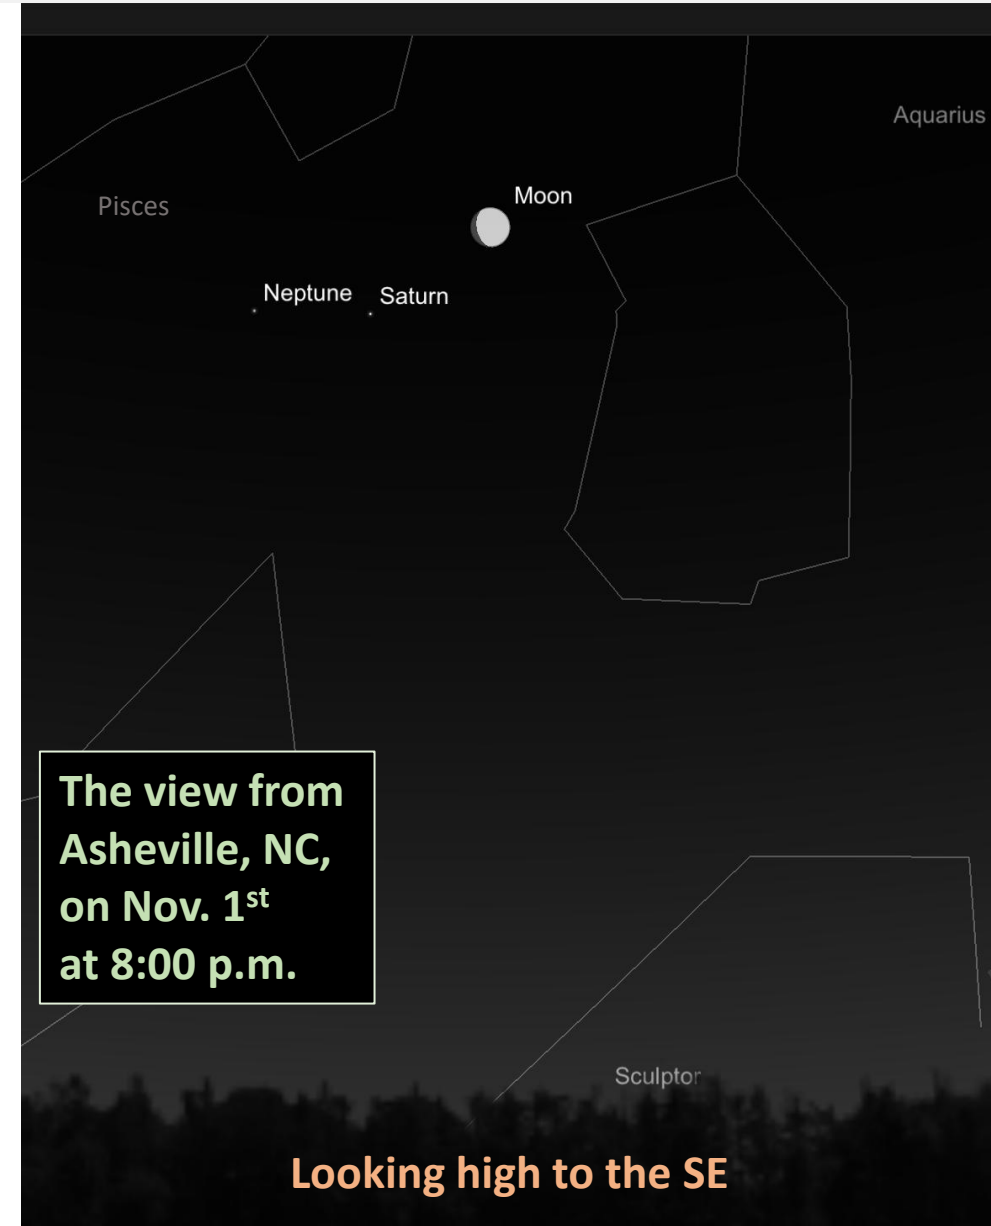 Aquarius
Moon
Pisces
Neptune
Saturn
The view from
Asheville, NC,
on Nov. 1st
at 8:00 p.m.
Sculptor
Looking high to the SE